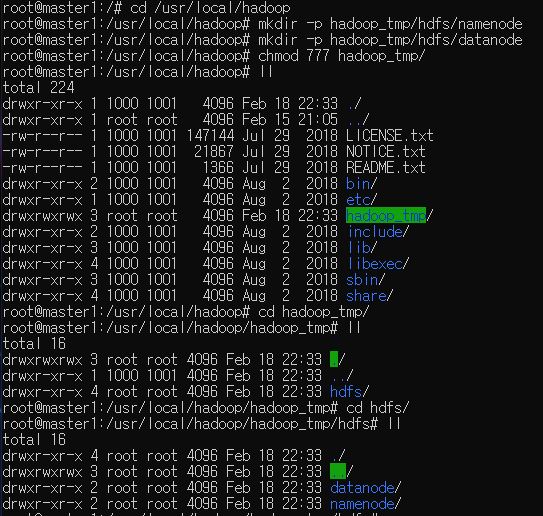 root@master1:/# cd /usr/local/hadoop
root@master1:/usr/local/hadoop# mkdir -p hadoop_tmp/hdfs/namenode
root@master1:/usr/local/hadoop# mkdir -p hadoop_tmp/hdfs/datanode
root@master1:/usr/local/hadoop# chmod 777 hadoop_tmp/
root@master1:/usr/local/hadoop# ll
total 224
drwxr-xr-x 1 1000 1001   4096 Feb 18 22:33 ./
drwxr-xr-x 1 root root   4096 Feb 15 21:05 ../
-rw-r--r-- 1 1000 1001 147144 Jul 29  2018 LICENSE.txt
-rw-r--r-- 1 1000 1001  21867 Jul 29  2018 NOTICE.txt
-rw-r--r-- 1 1000 1001   1366 Jul 29  2018 README.txt
drwxr-xr-x 2 1000 1001   4096 Aug  2  2018 bin/
drwxr-xr-x 1 1000 1001   4096 Aug  2  2018 etc/
drwxrwxrwx 3 root root   4096 Feb 18 22:33 hadoop_tmp/
drwxr-xr-x 2 1000 1001   4096 Aug  2  2018 include/
drwxr-xr-x 3 1000 1001   4096 Aug  2  2018 lib/
drwxr-xr-x 4 1000 1001   4096 Aug  2  2018 libexec/
drwxr-xr-x 3 1000 1001   4096 Aug  2  2018 sbin/
drwxr-xr-x 4 1000 1001   4096 Aug  2  2018 share/
root@master1:/usr/local/hadoop# cd hadoop_tmp/
root@master1:/usr/local/hadoop/hadoop_tmp# ll
total 16
drwxrwxrwx 3 root root 4096 Feb 18 22:33 ./
drwxr-xr-x 1 1000 1001 4096 Feb 18 22:33 ../
drwxr-xr-x 4 root root 4096 Feb 18 22:33 hdfs/
root@master1:/usr/local/hadoop/hadoop_tmp# cd hdfs/
root@master1:/usr/local/hadoop/hadoop_tmp/hdfs# ll
total 16
drwxr-xr-x 4 root root 4096 Feb 18 22:33 ./
drwxrwxrwx 3 root root 4096 Feb 18 22:33 ../
drwxr-xr-x 2 root root 4096 Feb 18 22:33 datanode/
drwxr-xr-x 2 root root 4096 Feb 18 22:33 namenode/